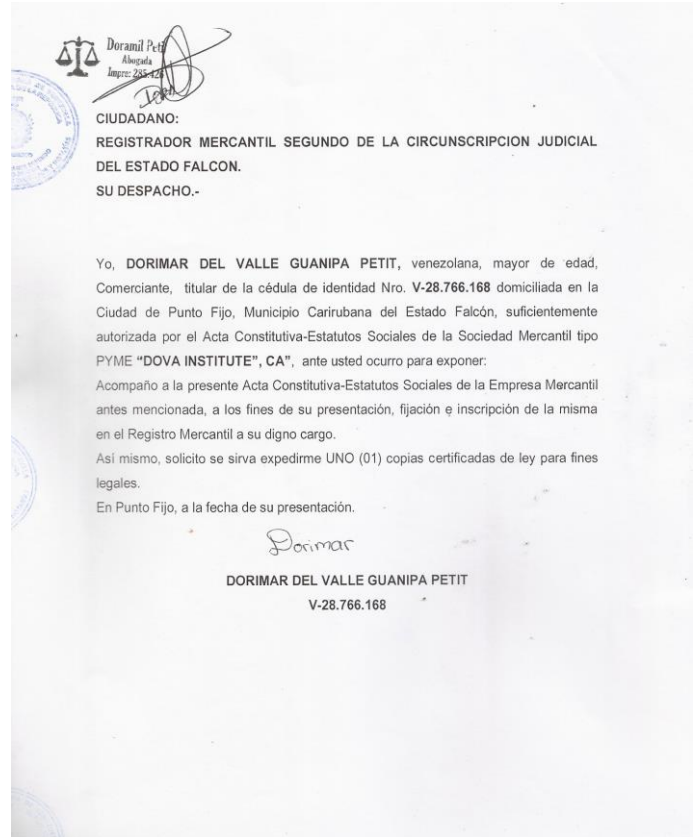 Doramil Petit
Abogada
Impre: 285.426
CIUDADANO:
REGISTRADOR MERCANTIL SEGUNDO DE LA CIRCUNSCRIPCION JUDICIAL
DEL ESTADO FALCON.
SU DESPACHO.-
Yo, DORIMAR DEL VALLE GUANIPA PETIT, venezolana, mayor de edad,
Comerciante, titular de la cédula de identidad Nro. V-28.766.168 domiciliada en la
Ciudad de Punto Fijo, Municipio Carirubana del Estado Falcón, suficientemente
autorizada por el Acta Constitutiva-Estatutos Sociales de la Sociedad Mercantil tipo
PYME “DOVA INSTITUTE”, CA”, ante usted ocurro para exponer:
Acompaño a la presente Acta Constitutiva-Estatutos Sociales de la Empresa Mercantil
antes mencionada, a los fines de su presentación, fijación e inscripción de la misma
en el Registro Mercantil a su digno cargo.
Asi mismo, solicito se sirva expedirme UNO (01) copias certificadas de ley para fines
legales.
En Punto Fijo, a la fecha de su presentación.
Dorimar
DORIMAR DEL VALLE GUANIPA PETIT
V-28.766.168